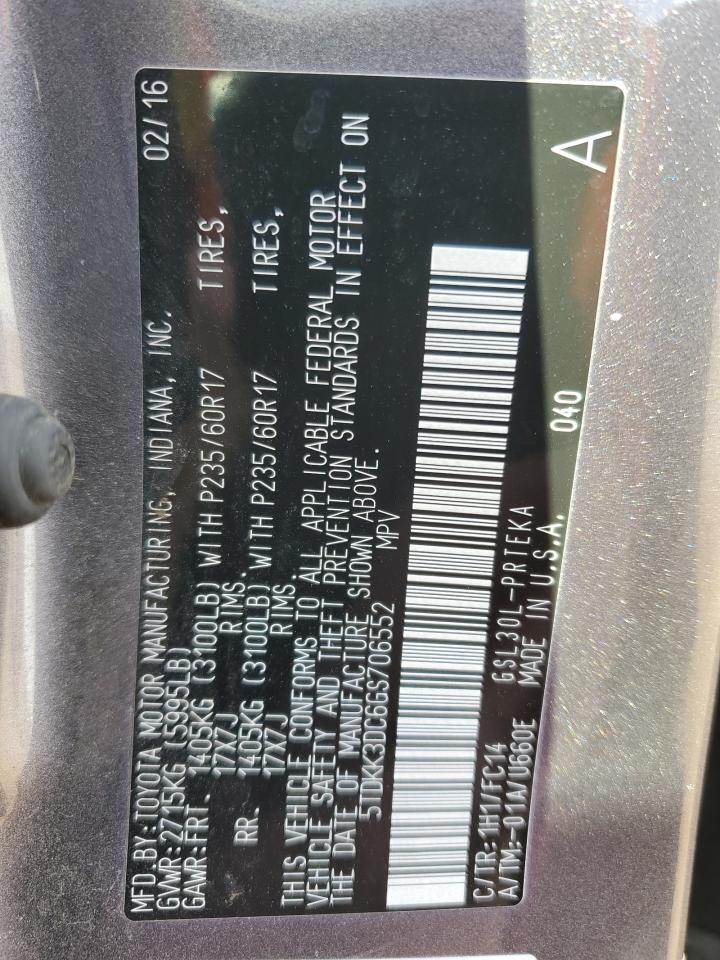 MFD.BY:TOYOTA MOTOR MANUFACTURING, INDIANA, INC. 02/16
GVWR:2715KG (5995LB)
GAWR:FRT. 1405KG (3100LB) WITH P235/60R17 TIRES,
17X7J RIMS.
RR. 1405KG (3100LB) WITH P235/60R17 TIRES,
17X7J RIMS.
THIS VEHICLE CONFORMS TO ALL APPLICABLE FEDERAL MOTOR
VEHICLE SAFETY AND THEFT PREVENTION STANDARDS IN EFFECT ON
THE DATE OF MANUFACTURE SHOWN ABOVE.
5TDKK3DC6GS706552 MPV
C/TR:1H1/FC14 GSL30L-PRTEKA 040 A
A/TM:-01A/U660E MADE IN U.S.A.